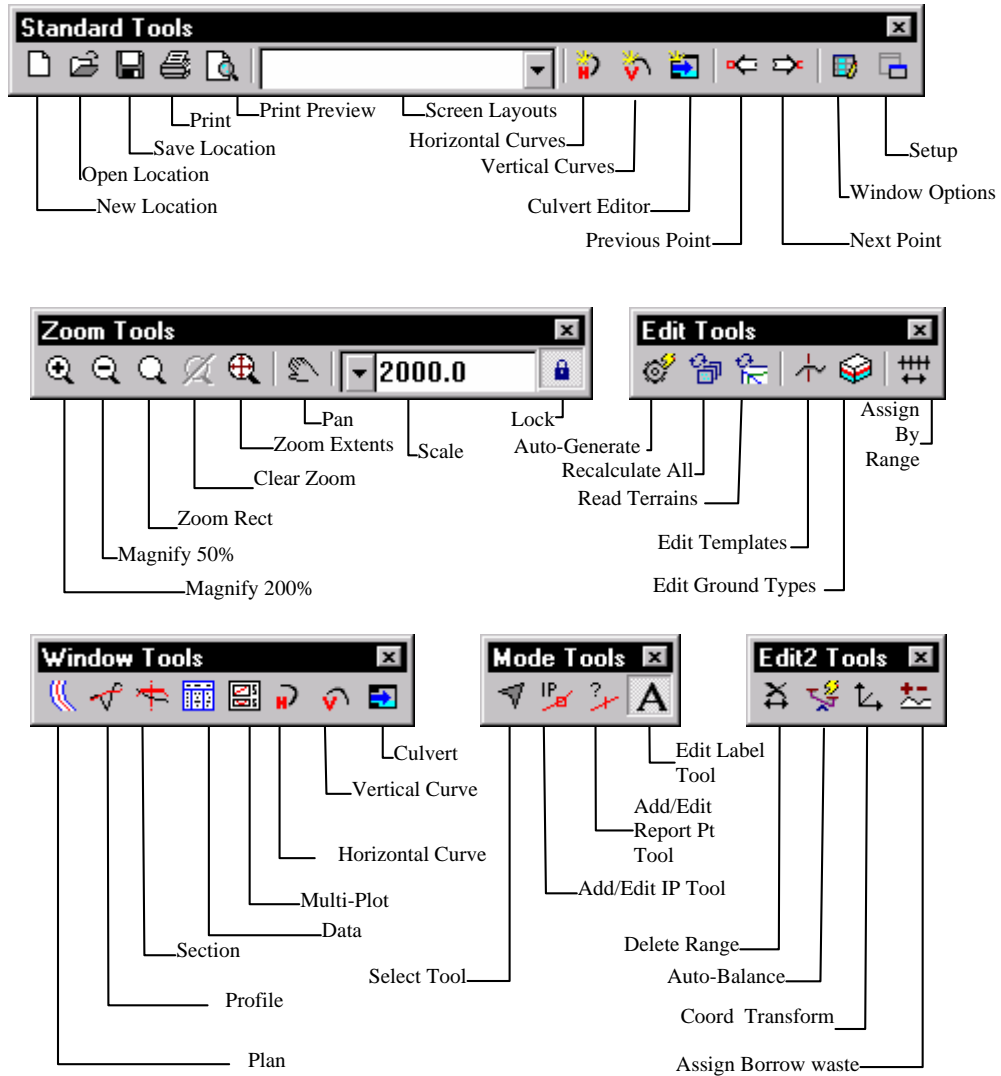 Standard Tools
H
V
Print Preview
Screen Layouts
Print
Horizontal Curves
Save Location
Setup
Vertical Curves
Open Location
Window Options
New Location
Culvert Editor
Previous Point
Next Point
Zoom Tools
2000.0
Pan
Lock
Zoom Extents
Scale
Clear Zoom
Zoom Rect
Magnify 50%
Magnify 200%
Edit Tools
Assign
By
Range
Auto-Generate
Recalculate All
Read Terrains
Edit Templates
Edit Ground Types
Window Tools
H
V
Culvert
Vertical Curve
Horizontal Curve
Multi-Plot
Data
Section
Profile
Plan
Mode Tools
IP
?
A
Edit Label
Tool
Add/Edit
Report Pt
Tool
Add/Edit IP Tool
Select Tool
Edit2 Tools
Delete Range
Auto-Balance
Coord Transform
Assign Borrow waste